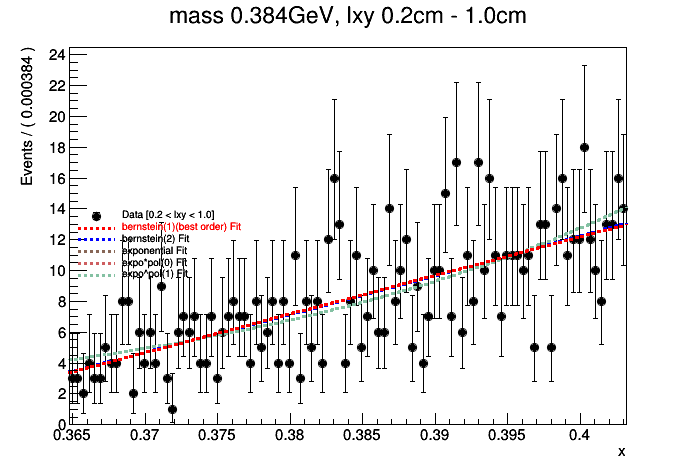 mass 0.384GeV, lxy 0.2cm - 1.0cm
Events / ( 0.000384 )
24
22
20
18
16
14
12
10
8
6
4
2
0
Data [0.2 < lxy < 1.0]
bernstein(1)(best order) Fit
bernstein(2) Fit
exponential Fit
expo*pol(0) Fit
expo*pol(1) Fit
0.365 0.37 0.375 0.38 0.385 0.39 0.395 0.4
x